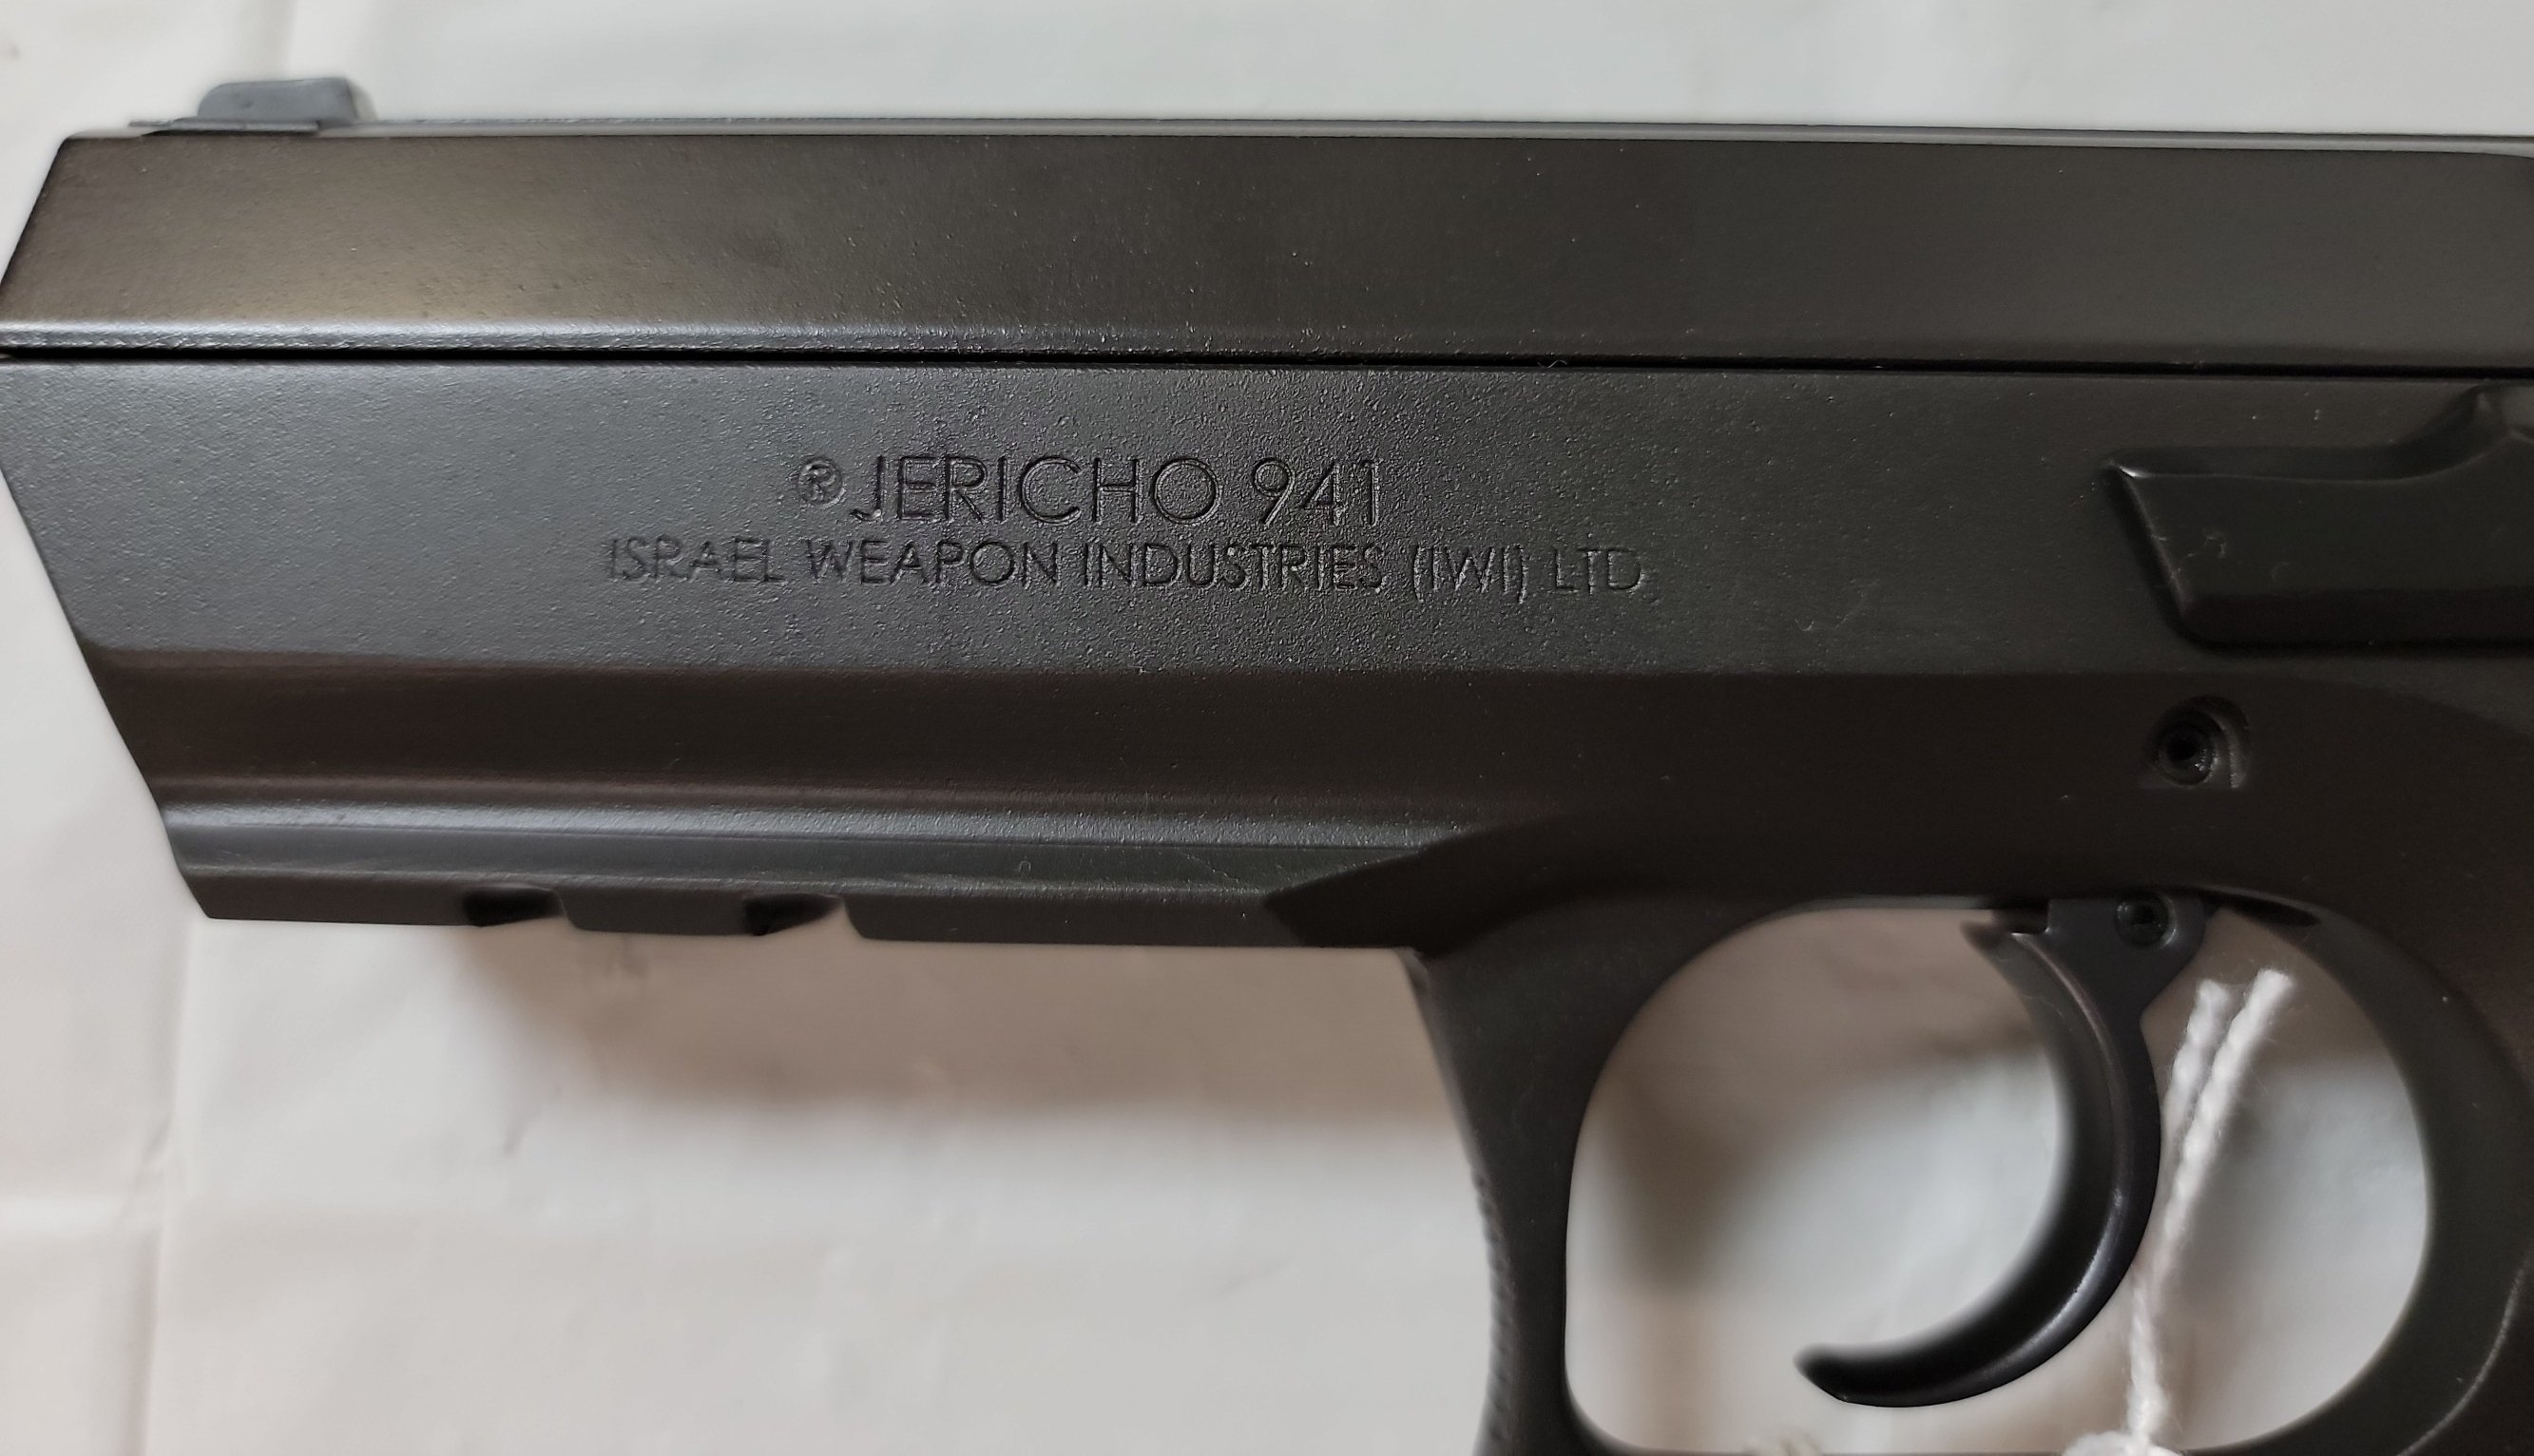 ®JERICHO 941
ISRAEL WEAPON INDUSTRIES (IWI) LTD